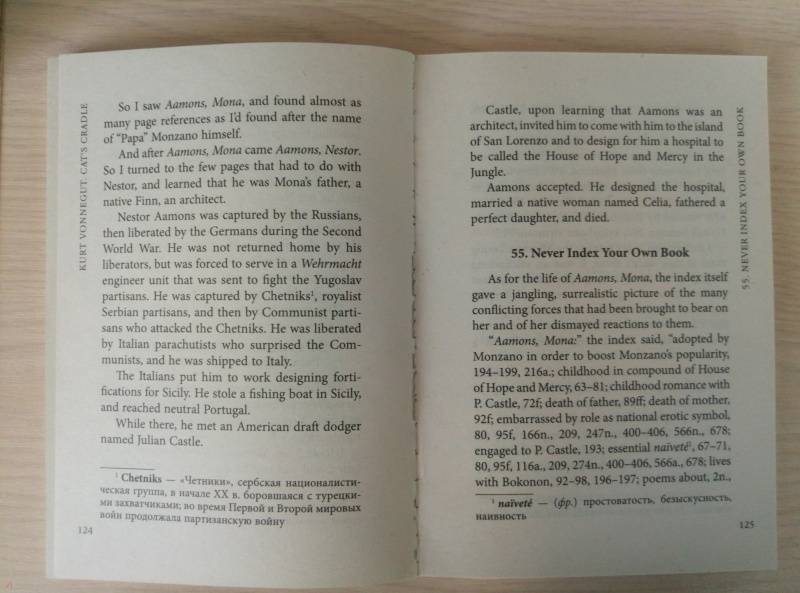 KURT VONNEGUT. CAT'S CRADLE
So I saw Aamons, Mona, and found almost as
many page references as I'd found after the name
of “Papa” Monzano himself.
And after Aamons, Mona came Aamons, Nestor.
So I turned to the few pages that had to do with
Nestor, and learned that he was Mona's father, a
native Finn, an architect.
Nestor Aamons was captured by the Russians,
then liberated by the Germans during the Second
World War. He was not returned home by his
liberators, but was forced to serve in a Wehrmacht
engineer unit that was sent to fight the Yugoslav
partisans. He was captured by Chetniks¹, royalist
Serbian partisans, and then by Communist parti-
sans who attacked the Chetniks. He was liberated
by Italian parachutists who surprised the Com-
munists, and he was shipped to Italy.
The Italians put him to work designing forti-
fications for Sicily. He stole a fishing boat in Sicily,
and reached neutral Portugal.
While there, he met an American draft dodger
named Julian Castle.
¹ Chetniks — «Четники», сербская националисти-
ческая группа, в начале XX в. боровшаяся с турецки-
ми захватчиками; во время Первой и Второй мировых
войн продолжала партизанскую войну
124
Castle, upon learning that Aamons was an
architect, invited him to come with him to the island
of San Lorenzo and to design for him a hospital to
be called the House of Hope and Mercy in the
Jungle.
Aamons accepted. He designed the hospital,
married a native woman named Celia, fathered a
perfect daughter, and died.
55. Never Index Your Own Book
As for the life of Aamons, Mona, the index itself
gave a jangling, surrealistic picture of the many
conflicting forces that had been brought to bear on
her and of her dismayed reactions to them.
“Aamons, Mona:” the index said, “adopted by
Monzano in order to boost Monzano's popularity,
194–199, 216a.; childhood in compound of House
of Hope and Mercy, 63–81; childhood romance with
P. Castle, 72f; death of father, 89ff; death of mother,
92f; embarrassed by role as national erotic symbol,
80, 95f, 166n., 209, 247n., 400–406, 566n., 678;
engaged to P. Castle, 193; essential naïveté¹, 67–71,
80, 95f, 116a., 209, 274n., 400–406, 566a., 678; lives
with Bokonon, 92–98, 196–197; poems about, 2n.,
¹ naïveté — (фр.) простоватость, безыскусность,
наивность
125
55. NEVER INDEX YOUR OWN BOOK